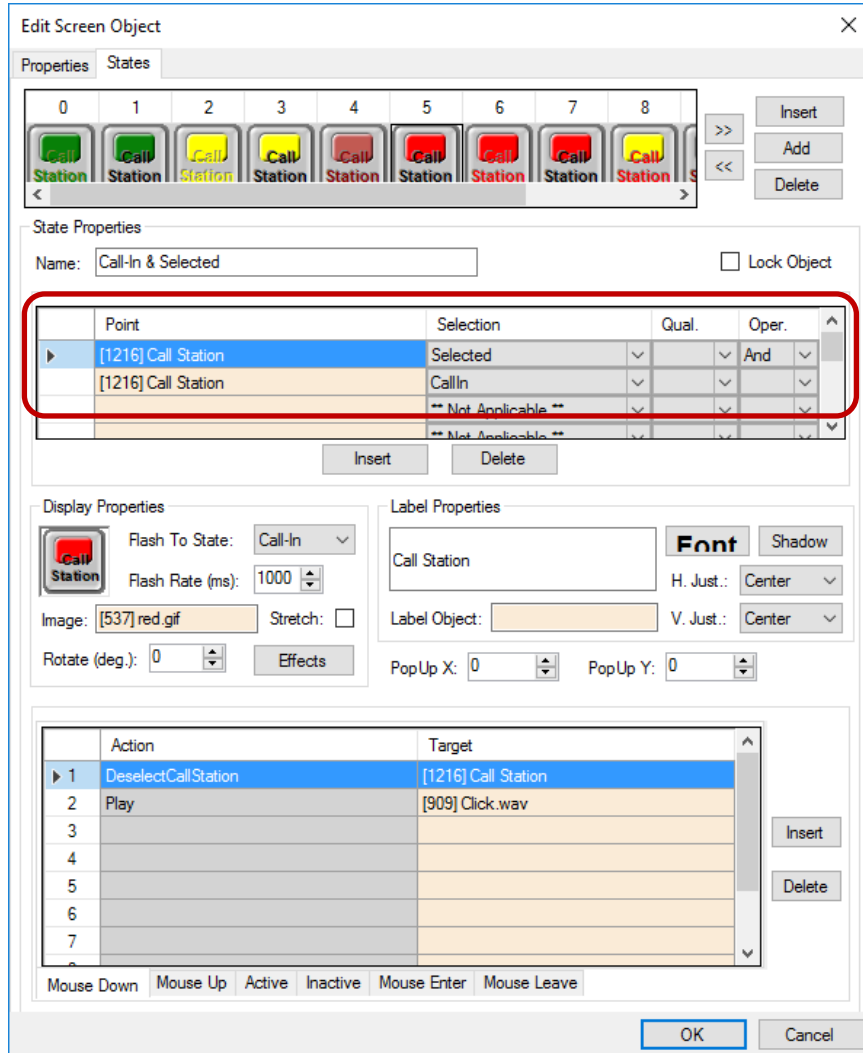 Edit Screen Object
Properties States
0 1 2 3 4 5 6 7 8
Call Call Call Call Call Call Call Call Call
Station Station Station Station Station Station Station Station Station S
>> <<
Insert
Add
Delete
State Properties
Name: Call-In & Selected Lock Object
Point Selection Qual. Oper.
[1216] Call Station Selected And
[1216] Call Station CallIn
** Not Applicable **
** Not Applicable **
Insert Delete
Display Properties
Call
Station
Flash To State: Call-In
Flash Rate (ms): 1000
Image: [537] red.gif Stretch:
Rotate (deg.): 0 Effects
Label Properties
Call Station
Font Shadow
H. Just.: Center
Label Object: V. Just.: Center
PopUp X: 0 PopUp Y: 0
Action Target
1 DeselectCallStation [1216] Call Station
2 Play [909] Click.wav
3
4
5
6
7
Insert
Delete
Mouse Down Mouse Up Active Inactive Mouse Enter Mouse Leave
OK Cancel